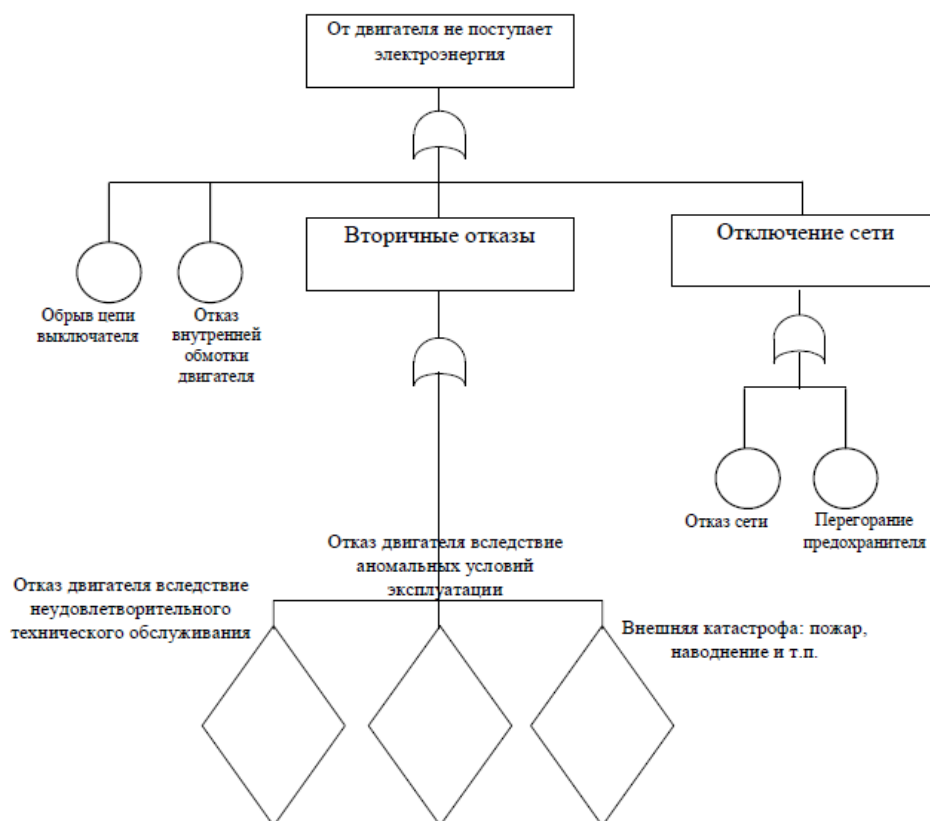 От двигателя не поступает
электроэнергия
Вторичные отказы
Отключение сети
Обрыв цепи
выключателя
Отказ
внутренней
обмотки
двигателя
Отказ сети
Перегорание
предохранителя
Отказ двигателя вследствие
аномальных условий
эксплуатации
Отказ двигателя вследствие
неудовлетворительного
технического обслуживания
Внешняя катастрофа: пожар,
наводнение и т.п.